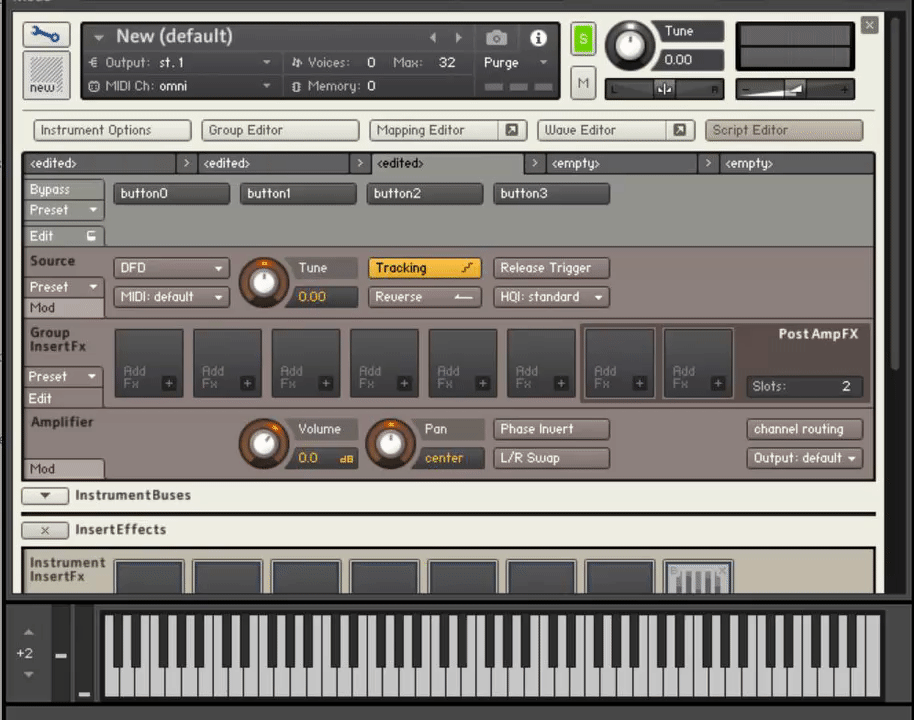 New (default)
Output: st.1
Voices: 0 Max: 32
Purge
MIDI Ch: omni
Memory: 0
new
S
M
Tune
0.00
L R
- +
Instrument Options
Group Editor
Mapping Editor
Wave Editor
Script Editor
<edited> > <edited> > <edited> > <empty> > <empty>
Bypass
Preset
Edit
button0 button1 button2 button3
Source
Preset
Mod
DFD
Tune
Tracking
Release Trigger
MIDI: default
0.00
Reverse
HQI: standard
Group
InsertFx
Preset
Edit
Add Fx +
Add Fx +
Add Fx +
Add Fx +
Add Fx +
Add Fx +
Add Fx +
Add Fx +
Post AmpFX
Slots: 2
Amplifier
Mod
Volume
0.0 dB
Pan
center
Phase Invert
L/R Swap
channel routing
Output: default
InstrumentBuses
InsertEffects
Instrument
InsertFx
+2